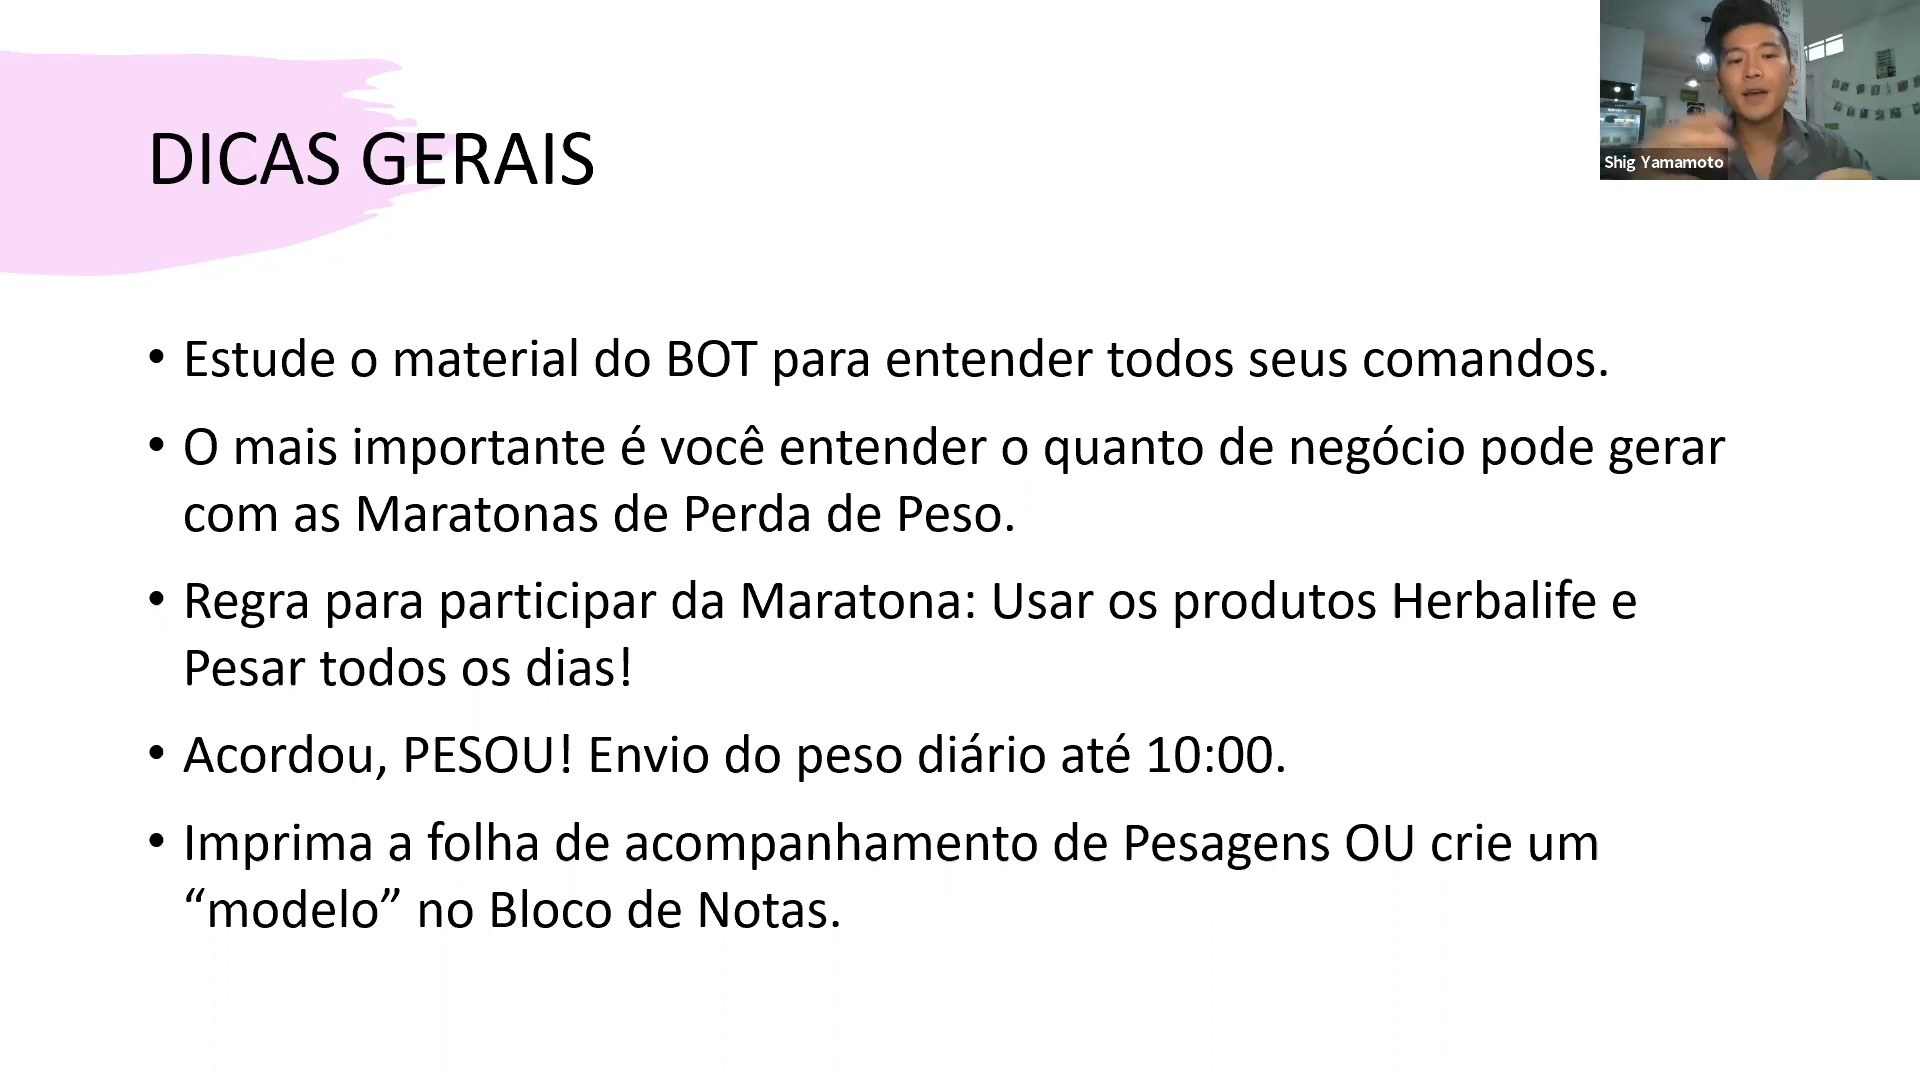 DICAS GERAIS
Shig Yamamoto
• Estude o material do BOT para entender todos seus comandos.
• O mais importante é você entender o quanto de negócio pode gerar
com as Maratonas de Perda de Peso.
• Regra para participar da Maratona: Usar os produtos Herbalife e
Pesar todos os dias!
• Acordou, PESOU! Envio do peso diário até 10:00.
• Imprima a folha de acompanhamento de Pesagens OU crie um
“modelo” no Bloco de Notas.